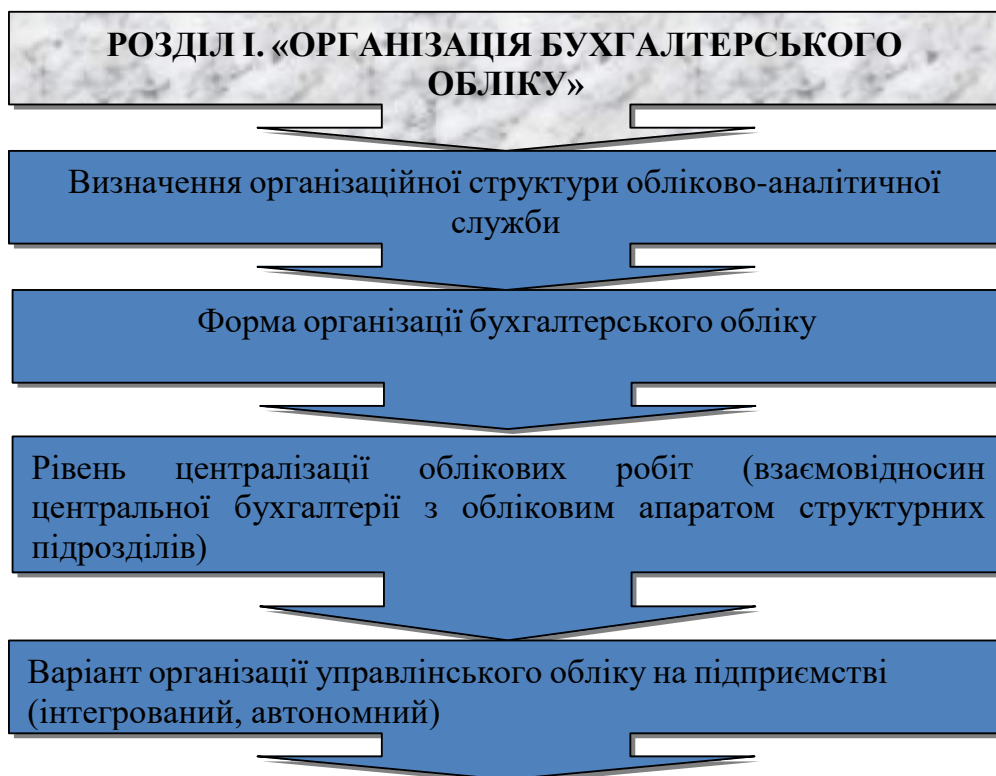 РОЗДІЛ І. «ОРГАНІЗАЦІЯ БУХГАЛТЕРСЬКОГО
ОБЛІКУ»
Визначення організаційної структури обліково-аналітичної
служби
Форма організації бухгалтерського обліку
Рівень централізації облікових робіт (взаємовідносин
центральної бухгалтерії з обліковим апаратом структурних
підрозділів)
Варіант організації управлінського обліку на підприємстві
(інтегрований, автономний)